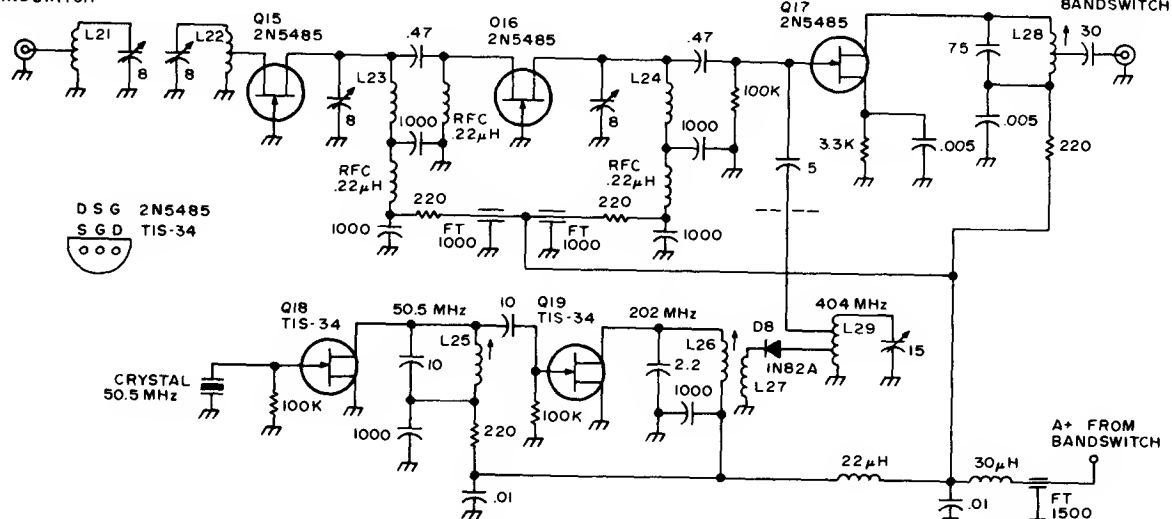 NDSWITCH
BANDSWITCH
Q15
2N5485
L21
8
8
L22
8
L23
.47
1000
RFC
.22μH
RFC
.22μH
Q16
2N5485
8
L24
.47
1000
100K
RFC
.22μH
Q17
2N5485
75
L28
30
.005
3.3K
.005
220
5
220
1000
FT
1000
FT
1000
220
1000
D S G 2N5485
S G D TIS-34
Q18
TIS-34
50.5 MHz
10
Q19
TIS-34
202 MHz
404 MHz
L25
10
L26
2.2
D8
1N82A
L29
15
L27
CRYSTAL
50.5 MHz
100K
1000
220
100K
1000
.01
22μH
30μH
A+ FROM
BANDSWITCH
.01
FT
1500